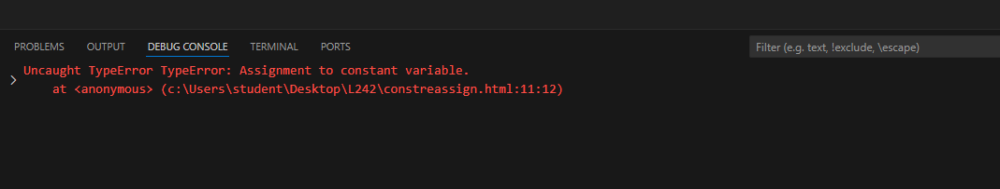 PROBLEMS OUTPUT DEBUG CONSOLE TERMINAL PORTS Filter (e.g. text, !exclude, \escape)
Uncaught TypeError TypeError: Assignment to constant variable.
at <anonymous> (c:\Users\student\Desktop\L242\constreassign.html:11:12)